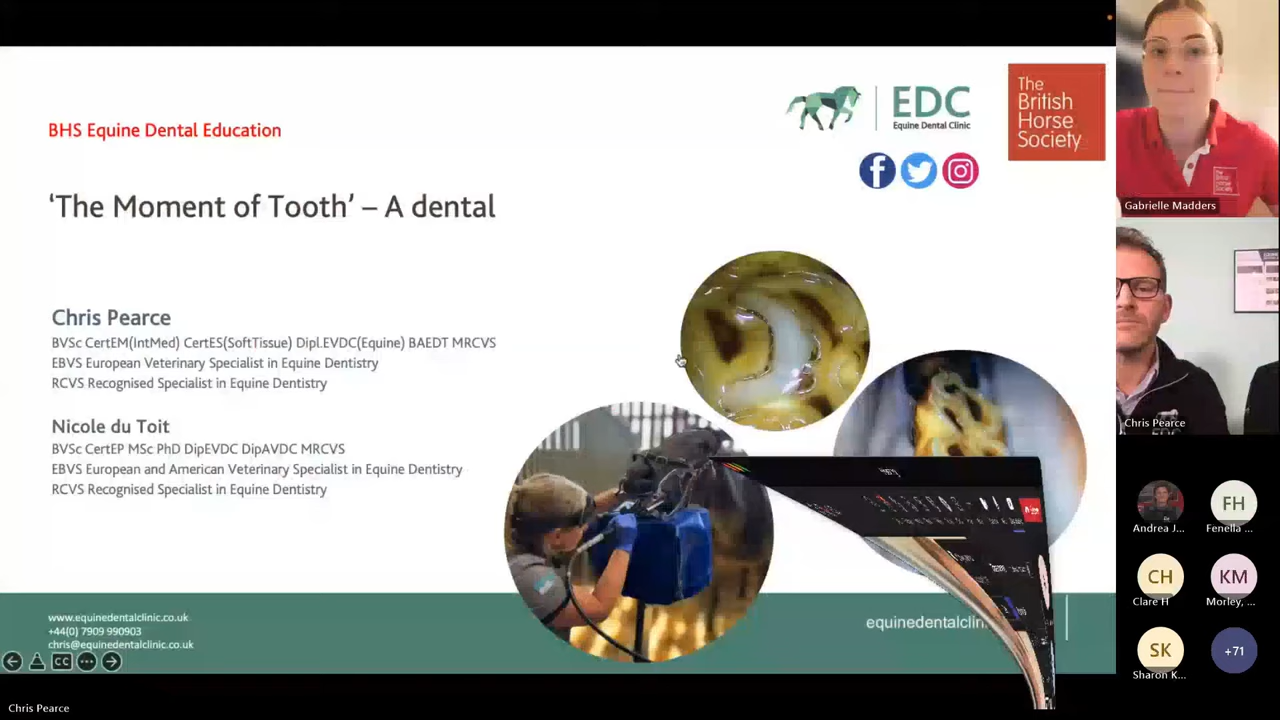 BHS Equine Dental Education
EDC
Equine Dental Clinic
The
British
Horse
Society
'The Moment of Tooth' – A dental
Chris Pearce
BVSc CertEM(IntMed) CertES(SoftTissue) Dipl.EVDC(Equine) BAEDT MRCVS
EBVS European Veterinary Specialist in Equine Dentistry
RCVS Recognised Specialist in Equine Dentistry
Nicole du Toit
BVSc CertEP MSc PhD DipEVDC DipAVDC MRCVS
EBVS European and American Veterinary Specialist in Equine Dentistry
RCVS Recognised Specialist in Equine Dentistry
www.equinedentalclinic.co.uk
+44(0) 7909 990903
chris@equinedentalclinic.co.uk
CC
equinedentalclin
Gabrielle Madders
Chris Pearce
Andrea J...
FH
Fenella ...
CH
Clare H
KM
Morley, ...
SK
Sharon K...
+71
Chris Pearce